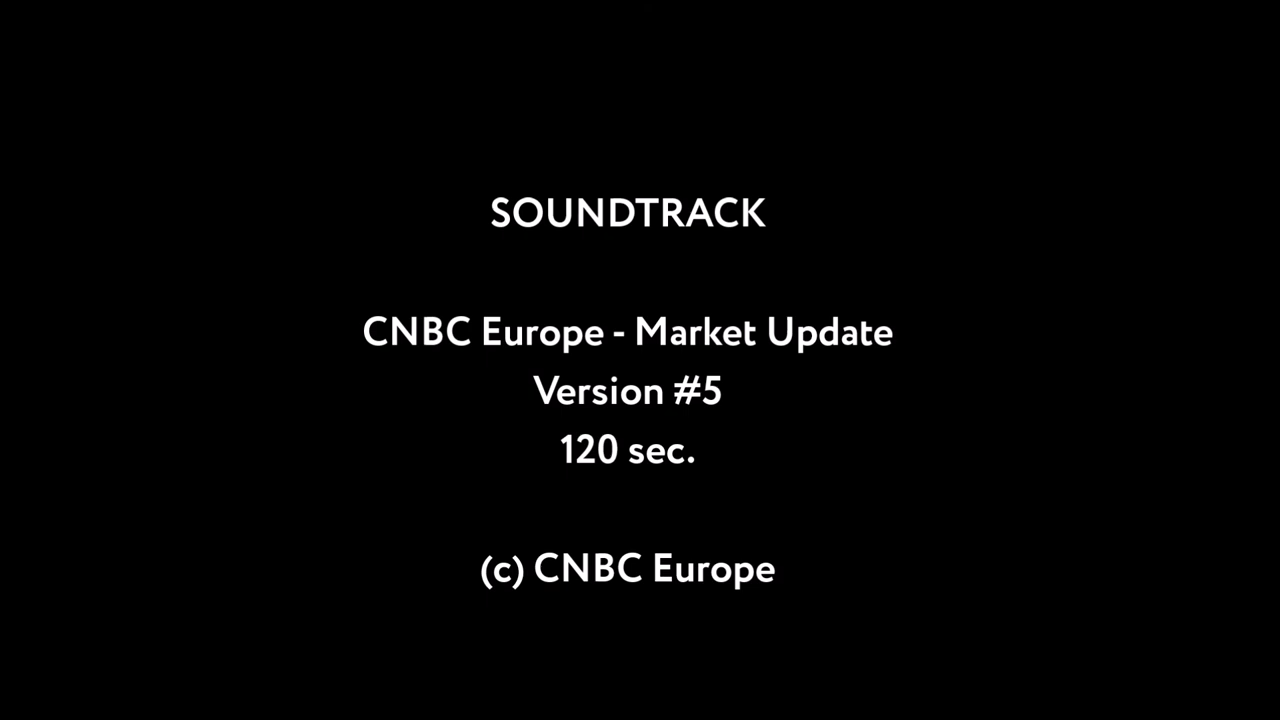 SOUNDTRACK
CNBC Europe - Market Update
Version #5
120 sec.
(c) CNBC Europe